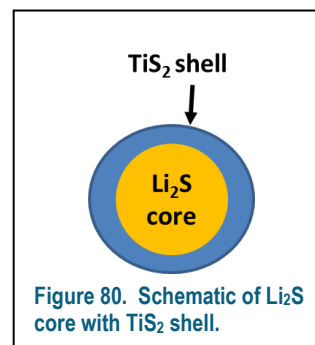 TiS₂ shell
Li₂S
core
Figure 80. Schematic of Li₂S
core with TiS₂ shell.